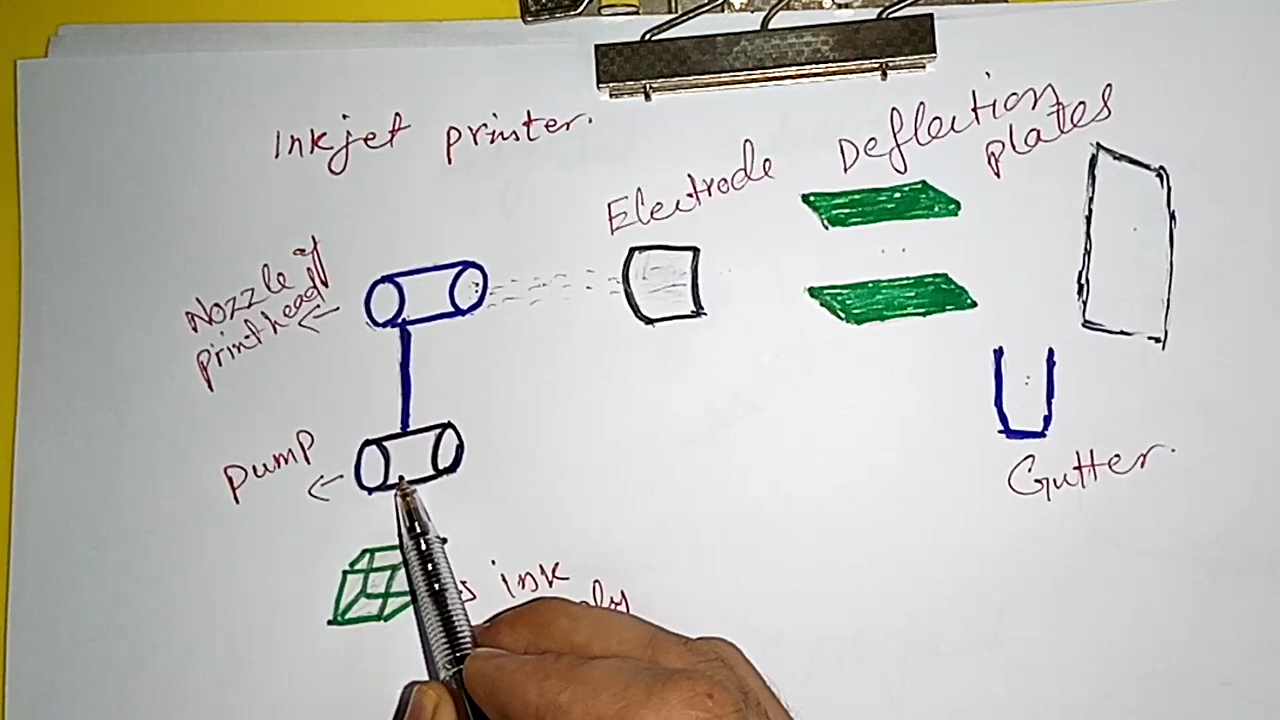 Inkjet printer.
Deflection
plates
Electrode
Nozzle of
printhead
Pump
Gutter.
ink